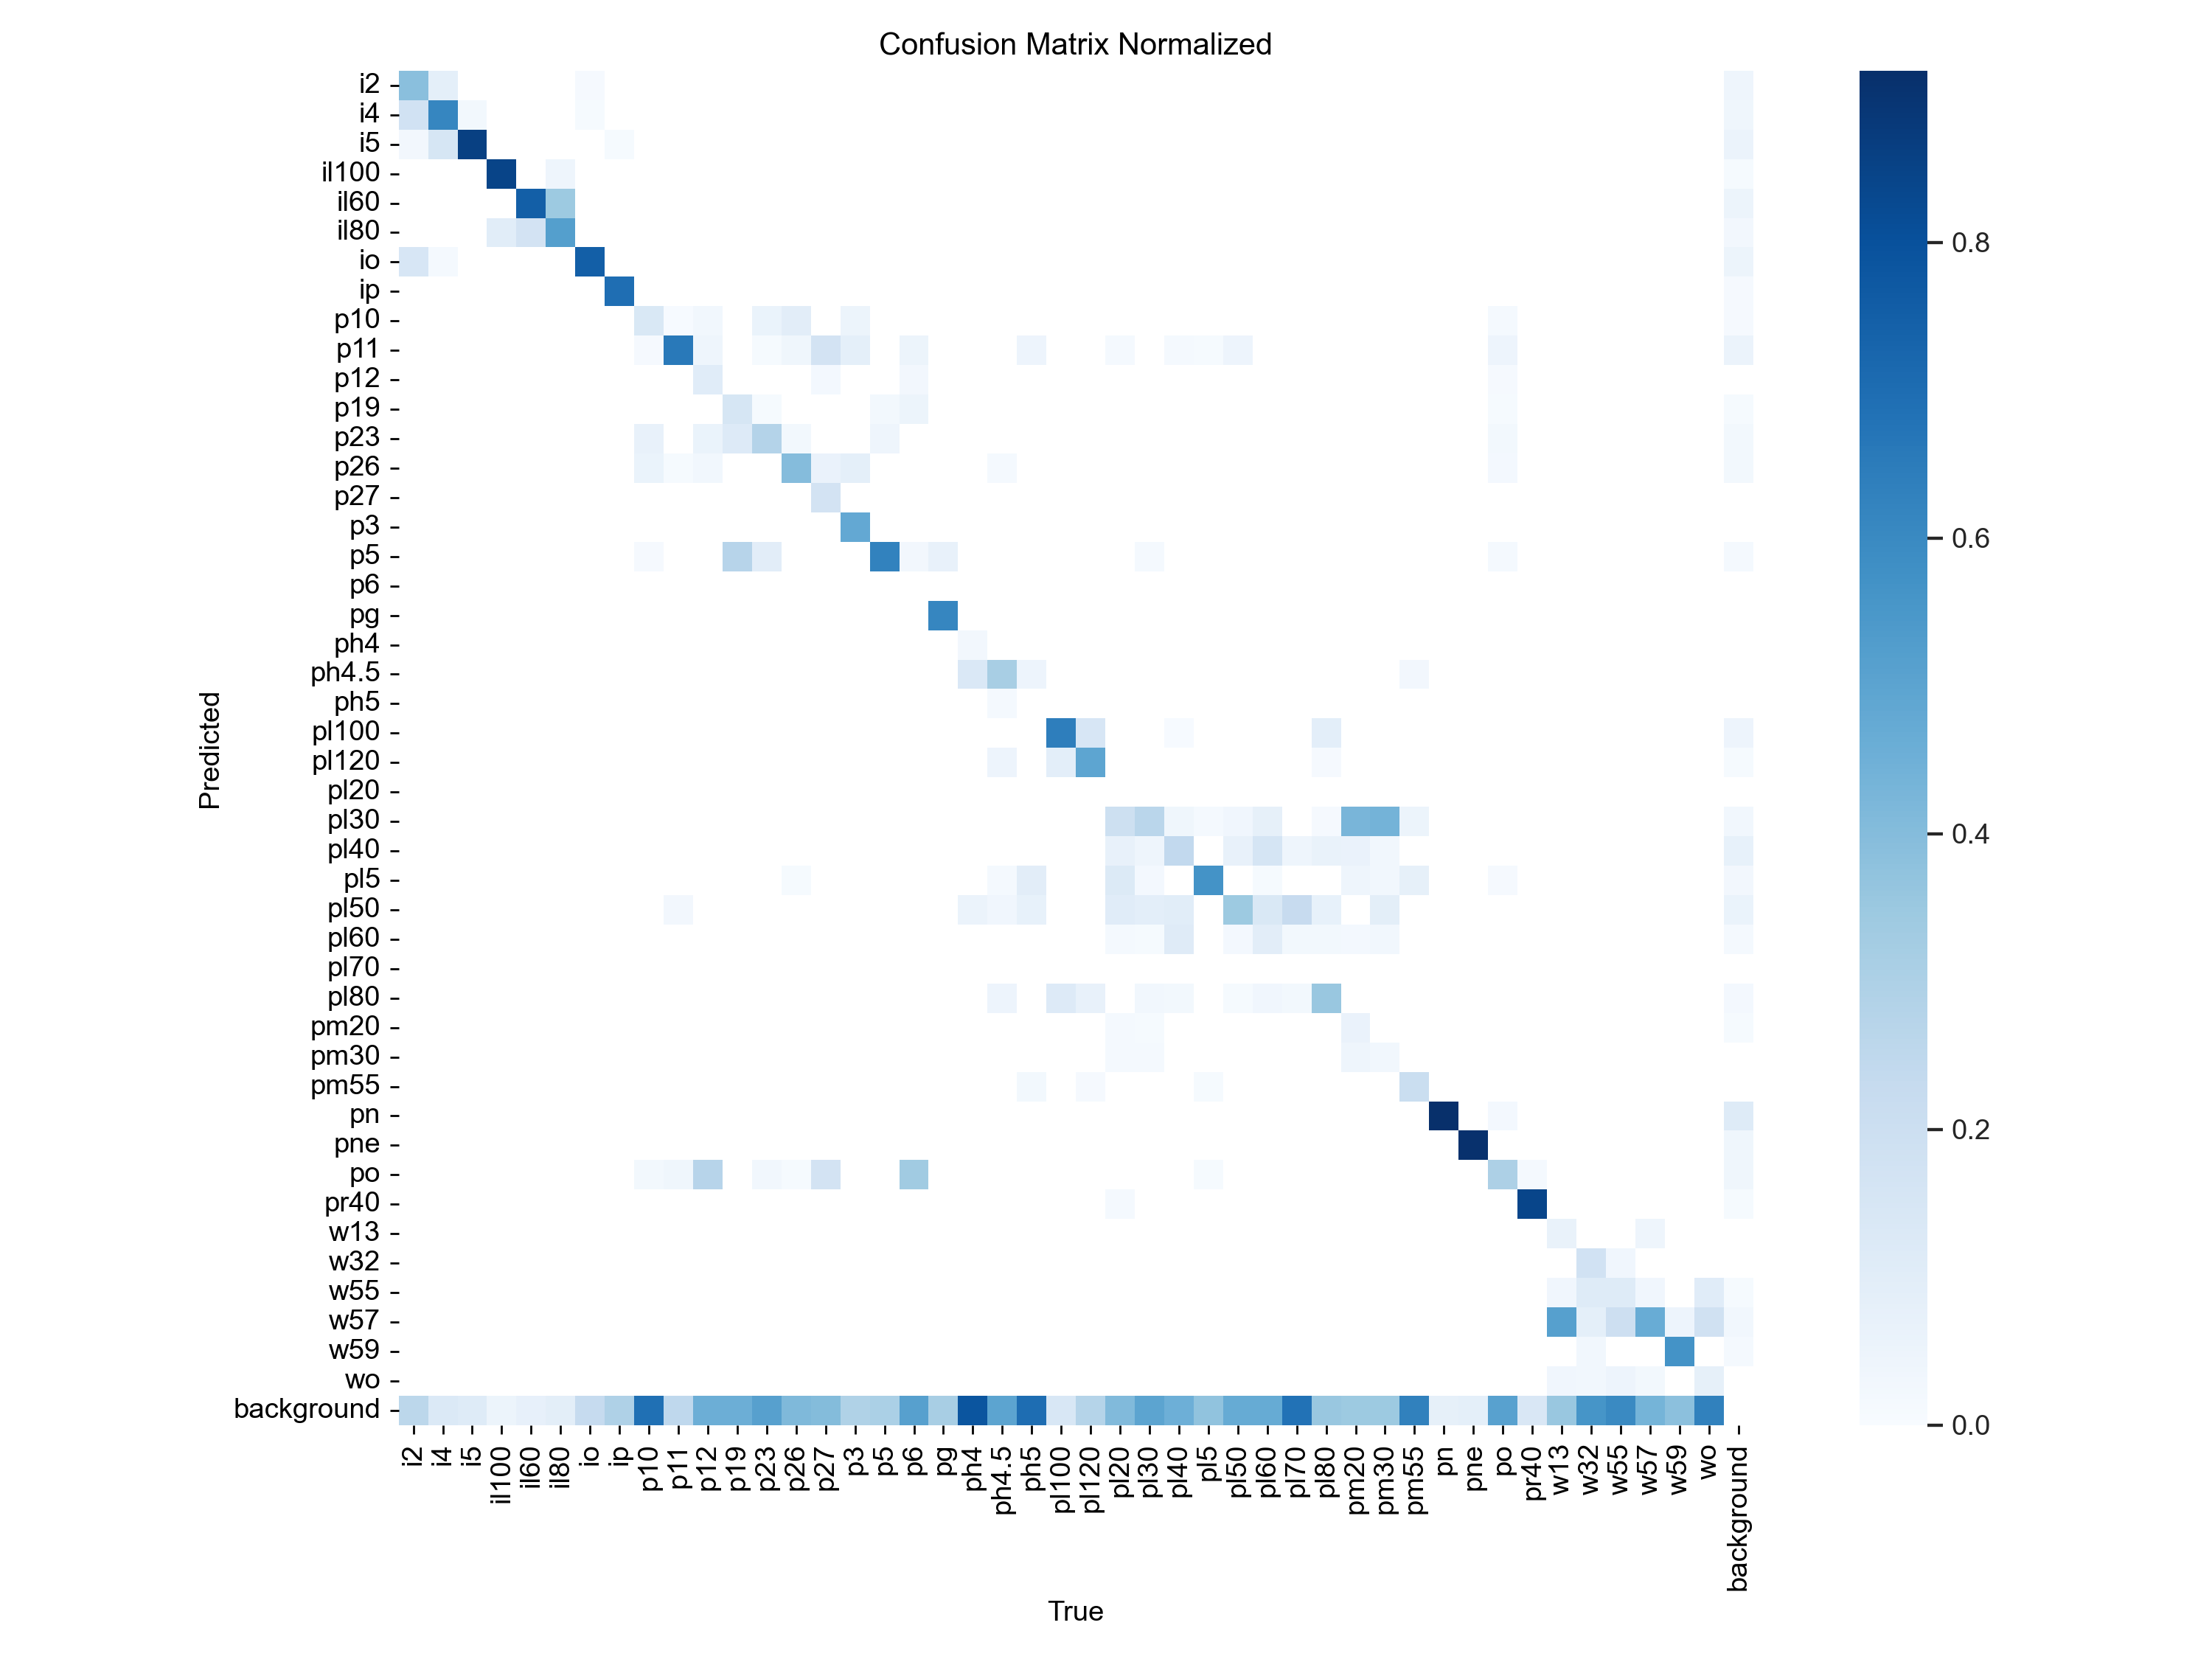 Confusion Matrix Normalized
i2
i4
i5
il100
il60
il80
io
ip
p10
p11
p12
p19
p23
p26
p27
p3
p5
p6
pg
ph4
ph4.5
ph5
pl100
pl120
pl20
pl30
pl40
pl5
pl50
pl60
pl70
pl80
pm20
pm30
pm55
pn
pne
po
pr40
w13
w32
w55
w57
w59
wo
background
Predicted
i2
i4
i5
il100
il60
il80
io
ip
p10
p11
p12
p19
p23
p26
p27
p3
p5
p6
pg
ph4
ph4.5
ph5
pl100
pl120
pl20
pl30
pl40
pl5
pl50
pl60
pl70
pl80
pm20
pm30
pm55
pn
pne
po
pr40
w13
w32
w55
w57
w59
wo
background
True
0.8
0.6
0.4
0.2
0.0